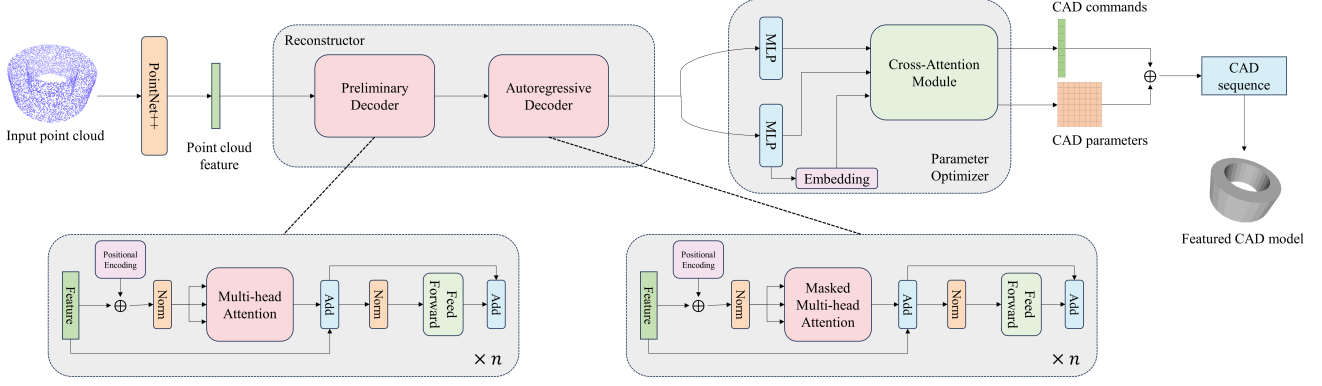 Input point cloud
PointNet++
Point cloud
feature
Reconstructor
Preliminary
Decoder
Autoregressive
Decoder
MLP
MLP
Embedding
Cross-Attention
Module
Parameter
Optimizer
CAD commands
CAD parameters
CAD
sequence
Featured CAD model
Feature
Positional
Encoding
Norm
Multi-head
Attention
Add
Norm
Feed
Forward
Add
× n
Feature
Positional
Encoding
Norm
Masked
Multi-head
Attention
Add
Norm
Feed
Forward
Add
× n